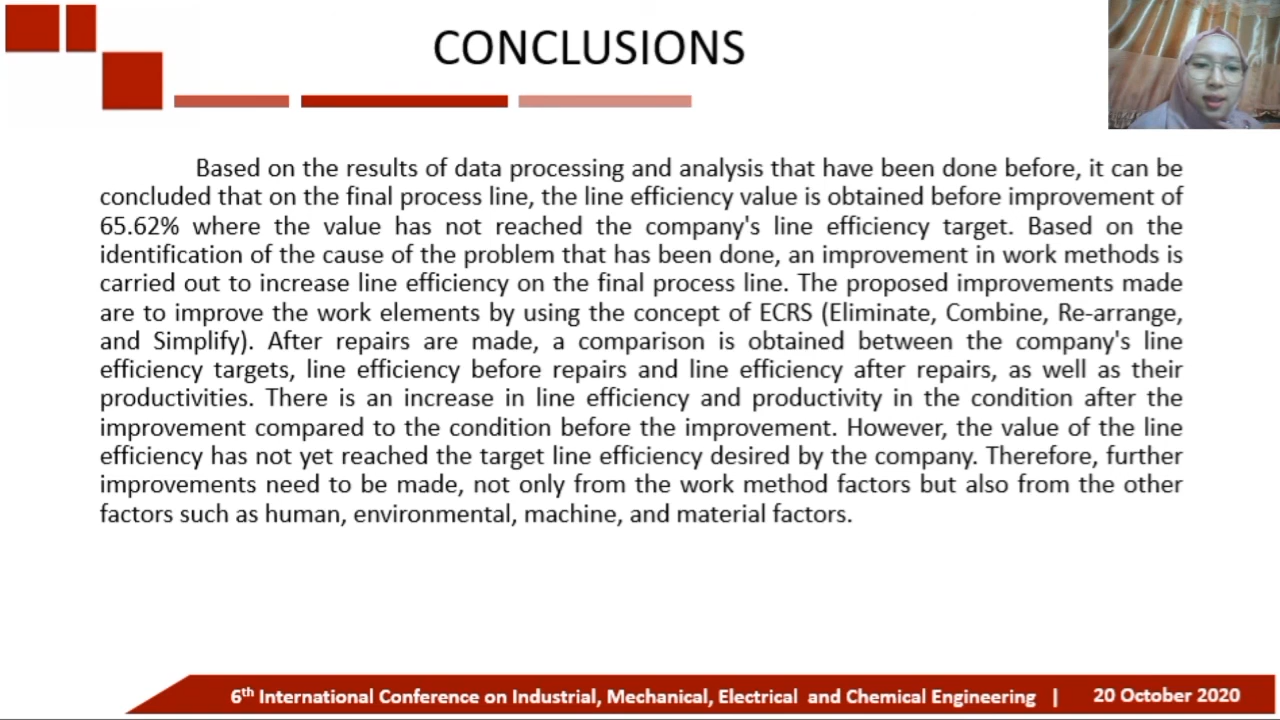 CONCLUSIONS
Based on the results of data processing and analysis that have been done before, it can be
concluded that on the final process line, the line efficiency value is obtained before improvement of
65.62% where the value has not reached the company's line efficiency target. Based on the
identification of the cause of the problem that has been done, an improvement in work methods is
carried out to increase line efficiency on the final process line. The proposed improvements made
are to improve the work elements by using the concept of ECRS (Eliminate, Combine, Re-arrange,
and Simplify). After repairs are made, a comparison is obtained between the company's line
efficiency targets, line efficiency before repairs and line efficiency after repairs, as well as their
productivities. There is an increase in line efficiency and productivity in the condition after the
improvement compared to the condition before the improvement. However, the value of the line
efficiency has not yet reached the target line efficiency desired by the company. Therefore, further
improvements need to be made, not only from the work method factors but also from the other
factors such as human, environmental, machine, and material factors.
6th International Conference on Industrial, Mechanical, Electrical and Chemical Engineering | 20 October 2020